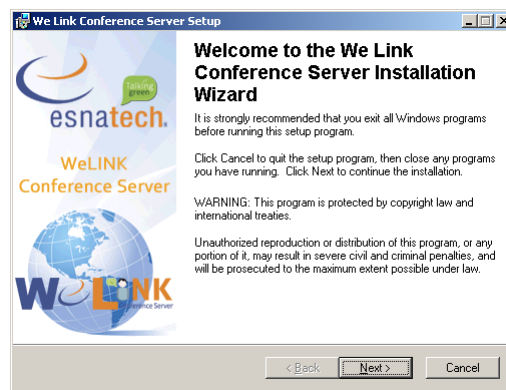 We Link Conference Server Setup
Talking
green
esnatech.
WeLINK
Conference Server
WeLINK
Conference Server
Welcome to the We Link
Conference Server Installation
Wizard
It is strongly recommended that you exit all Windows programs
before running this setup program.
Click Cancel to quit the setup program, then close any programs
you have running. Click Next to continue the installation.
WARNING: This program is protected by copyright law and
international treaties.
Unauthorized reproduction or distribution of this program, or any
portion of it, may result in severe civil and criminal penalties, and
will be prosecuted to the maximum extent possible under law.
< Back
Next >
Cancel